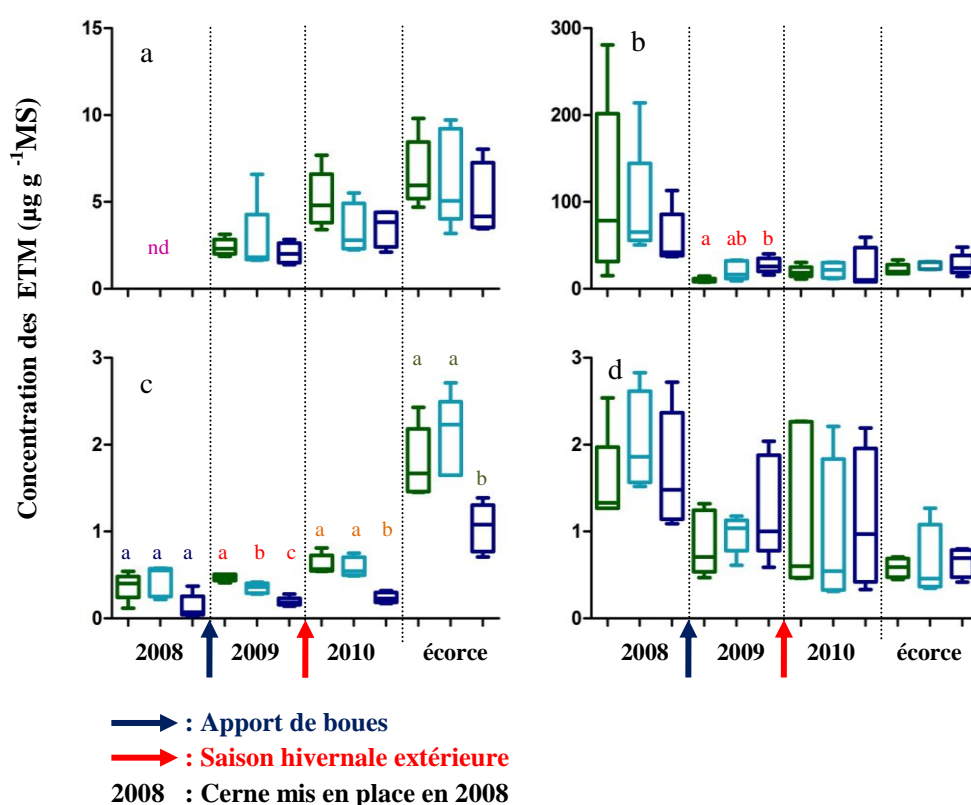 Concentration des ETM (µg g -1MS)
15
10
5
0
a
nd
300
200
100
0
b
a ab b
3
2
1
0
c
a a a
a b c
a a b
a a b
3
2
1
0
d
2008 2009 2010 écorce
2008 2009 2010 écorce
: Apport de boues
: Saison hivernale extérieure
2008 : Cerne mis en place en 2008